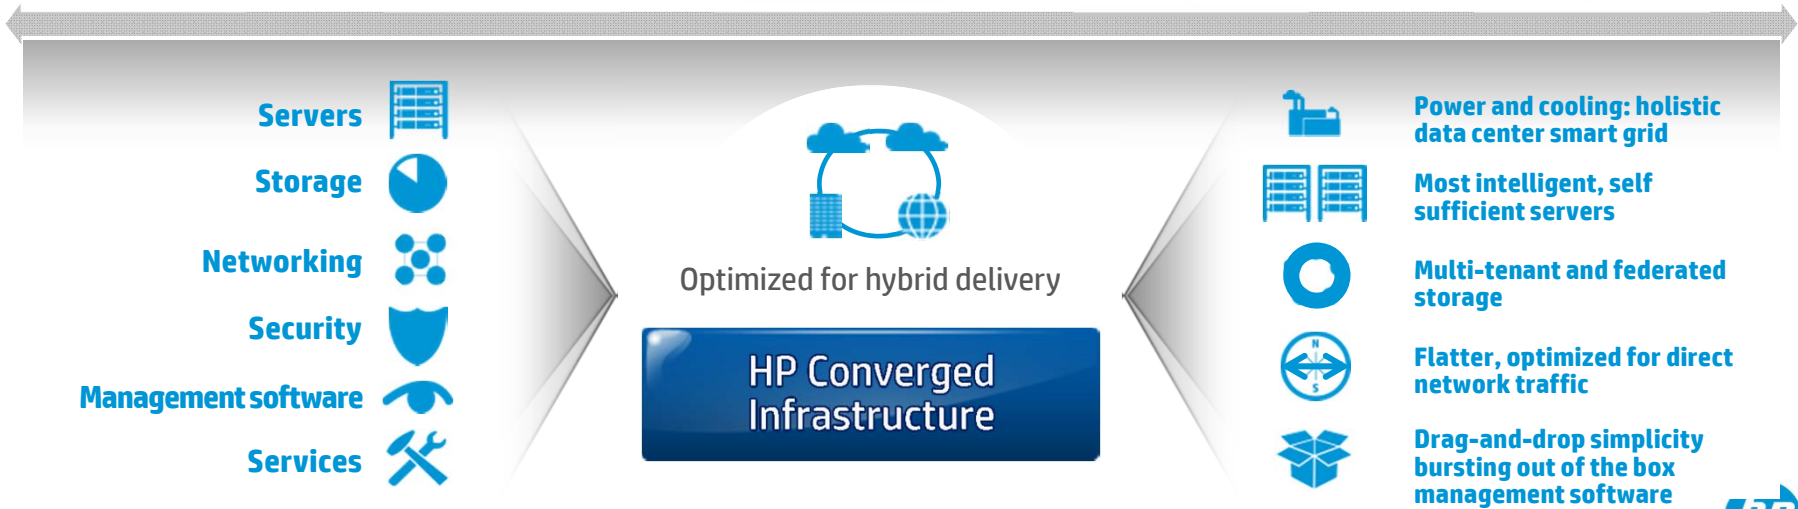 Servers
Storage
Networking
Security
Management software
Services
Optimized for hybrid delivery
HP Converged
Infrastructure
Power and cooling: holistic
data center smart grid
Most intelligent, self
sufficient servers
Multi-tenant and federated
storage
N
S
Flatter, optimized for direct
network traffic
Drag-and-drop simplicity
bursting out of the box
management software